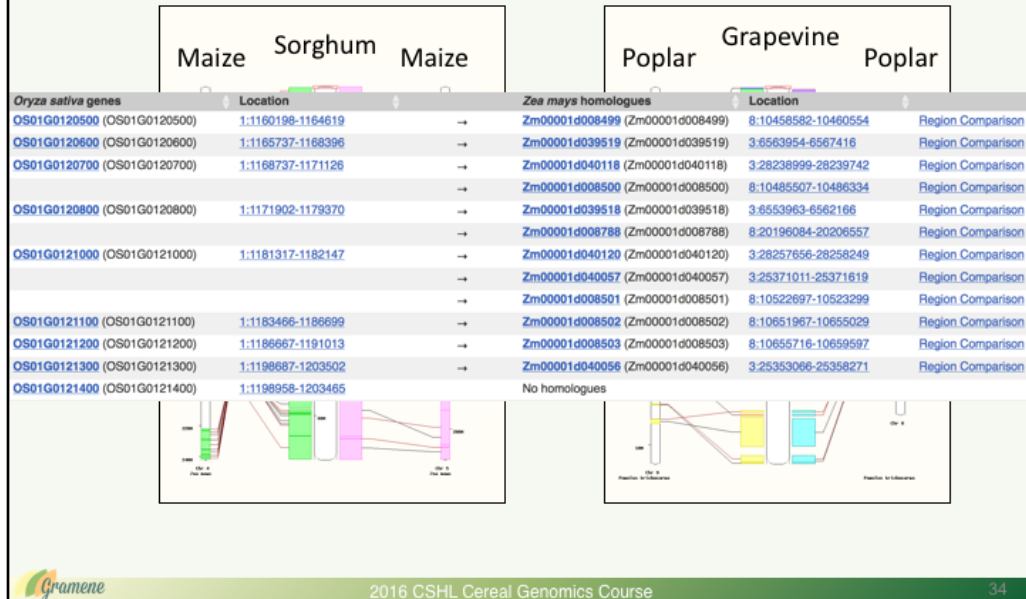 Maize Sorghum Maize
Poplar Grapevine Poplar
Oryza sativa genes Location Zea mays homologues Location
OS01G0120500 (OS01G0120500) 1:1160198-1164619 → Zm00001d008499 (Zm00001d008499) 8:10458582-10460554 Region Comparison
OS01G0120600 (OS01G0120600) 1:1165737-1168396 → Zm00001d039519 (Zm00001d039519) 3:6563954-6567416 Region Comparison
OS01G0120700 (OS01G0120700) 1:1168737-1171126 → Zm00001d040118 (Zm00001d040118) 3:28238999-28239742 Region Comparison
→ Zm00001d008500 (Zm00001d008500) 8:10485507-10486334 Region Comparison
OS01G0120800 (OS01G0120800) 1:1171902-1179370 → Zm00001d039518 (Zm00001d039518) 3:6553963-6562166 Region Comparison
→ Zm00001d008788 (Zm00001d008788) 8:20196084-20206557 Region Comparison
OS01G0121000 (OS01G0121000) 1:1181317-1182147 → Zm00001d040120 (Zm00001d040120) 3:28257656-28258249 Region Comparison
→ Zm00001d040057 (Zm00001d040057) 3:25371011-25371619 Region Comparison
→ Zm00001d008501 (Zm00001d008501) 8:10522697-10523299 Region Comparison
OS01G0121100 (OS01G0121100) 1:1183466-1186699 → Zm00001d008502 (Zm00001d008502) 8:10651967-10655029 Region Comparison
OS01G0121200 (OS01G0121200) 1:1186667-1191013 → Zm00001d008503 (Zm00001d008503) 8:10655716-10659597 Region Comparison
OS01G0121300 (OS01G0121300) 1:1198687-1203502 → Zm00001d040056 (Zm00001d040056) 3:25353066-25358271 Region Comparison
OS01G0121400 (OS01G0121400) 1:1198958-1203465 No homologues
Gramene 2016 CSHL Cereal Genomics Course 34